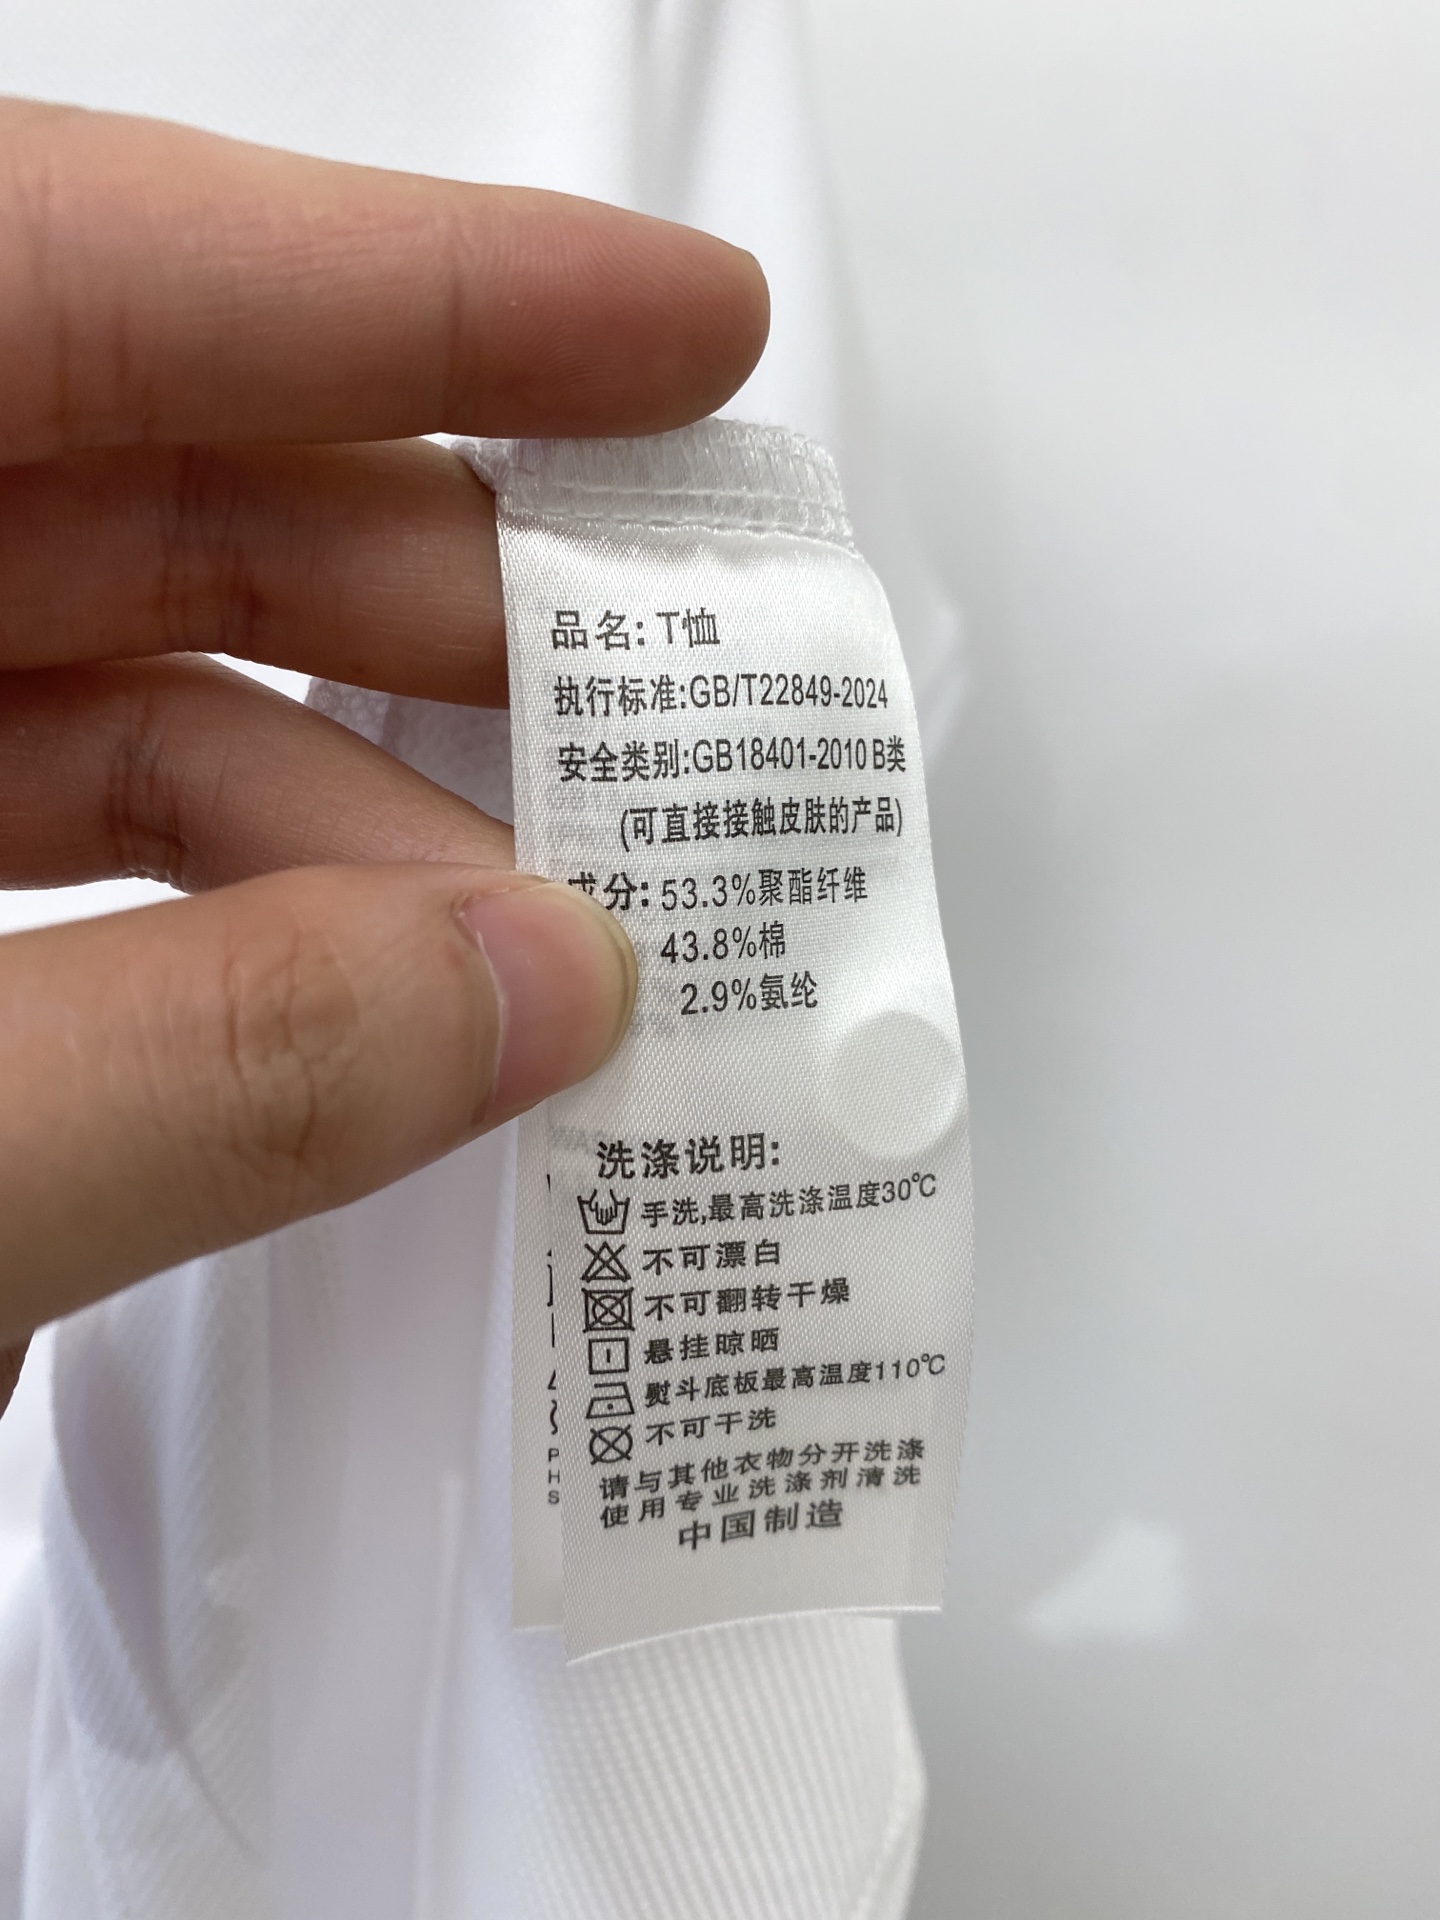 品名: T恤
执行标准:GB/T22849-2024
安全类别:GB18401-2010 B类
(可直接接触皮肤的产品)
成分: 53.3%聚酯纤维
43.8%棉
2.9%氨纶
洗涤说明:
手洗,最高洗涤温度30℃
不可漂白
不可翻转干燥
悬挂晾晒
熨斗底板最高温度110℃
不可干洗
请与其他衣物分开洗涤
使用专业洗涤剂清洗
中国制造
P
H
S